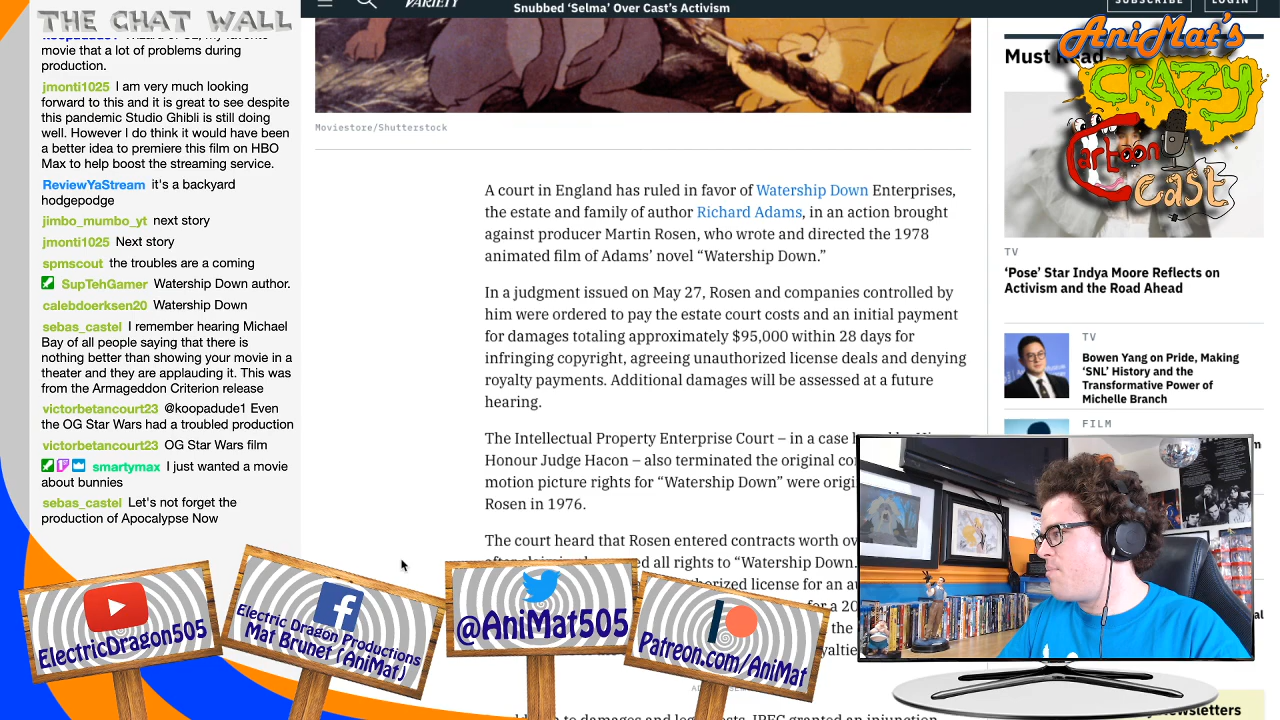 THE CHAT WALL
movie that a lot of problems during
production.
jmonti1025 I am very much looking
forward to this and it is great to see despite
this pandemic Studio Ghibli is still doing
well. However I do think it would have been
a better idea to premiere this film on HBO
Max to help boost the streaming service.
ReviewYaStream it's a backyard
hodgepodge
jimbo_mumbo_yt next story
jmonti1025 Next story
spmscout the troubles are a coming
SupTehGamer Watership Down author.
calebdoerksen20 Watership Down
sebas_castel I remember hearing Michael
Bay of all people saying that there is
nothing better than showing your movie in a
theater and they are applauding it. This was
from the Armageddon Criterion release
victorbetancourt23 @koopadude1 Even
the OG Star Wars had a troubled production
victorbetancourt23 OG Star Wars film
smartymax I just wanted a movie
about bunnies
sebas_castel Let's not forget the
production of Apocalypse Now
VARIETY
Snubbed ‘Selma’ Over Cast’s Activism
SUBSCRIBE
LOGIN
Moviestore/Shutterstock
A court in England has ruled in favor of Watership Down Enterprises,
the estate and family of author Richard Adams, in an action brought
against producer Martin Rosen, who wrote and directed the 1978
animated film of Adams’ novel “Watership Down.”
In a judgment issued on May 27, Rosen and companies controlled by
him were ordered to pay the estate court costs and an initial payment
for damages totaling approximately $95,000 within 28 days for
infringing copyright, agreeing unauthorized license deals and denying
royalty payments. Additional damages will be assessed at a future
hearing.
The Intellectual Property Enterprise Court – in a case
Honour Judge Hacon – also terminated the original
motion picture rights for “Watership Down” were
Rosen in 1976.
The court heard that Rosen entered contracts worth
all rights to “Watership Down.
license for an
for a
the
Must Read
AniMat's
CRAZY
Cartoon
Cast
TV
‘Pose’ Star Indya Moore Reflects on
Activism and the Road Ahead
TV
Bowen Yang on Pride, Making
‘SNL’ History and the
Transformative Power of
Michelle Branch
FILM
Newsletters
ElectricDragon505
Electric Dragon Productions
Mat Brunet (AniMat)
@AniMat505
Patreon.com/AniMat